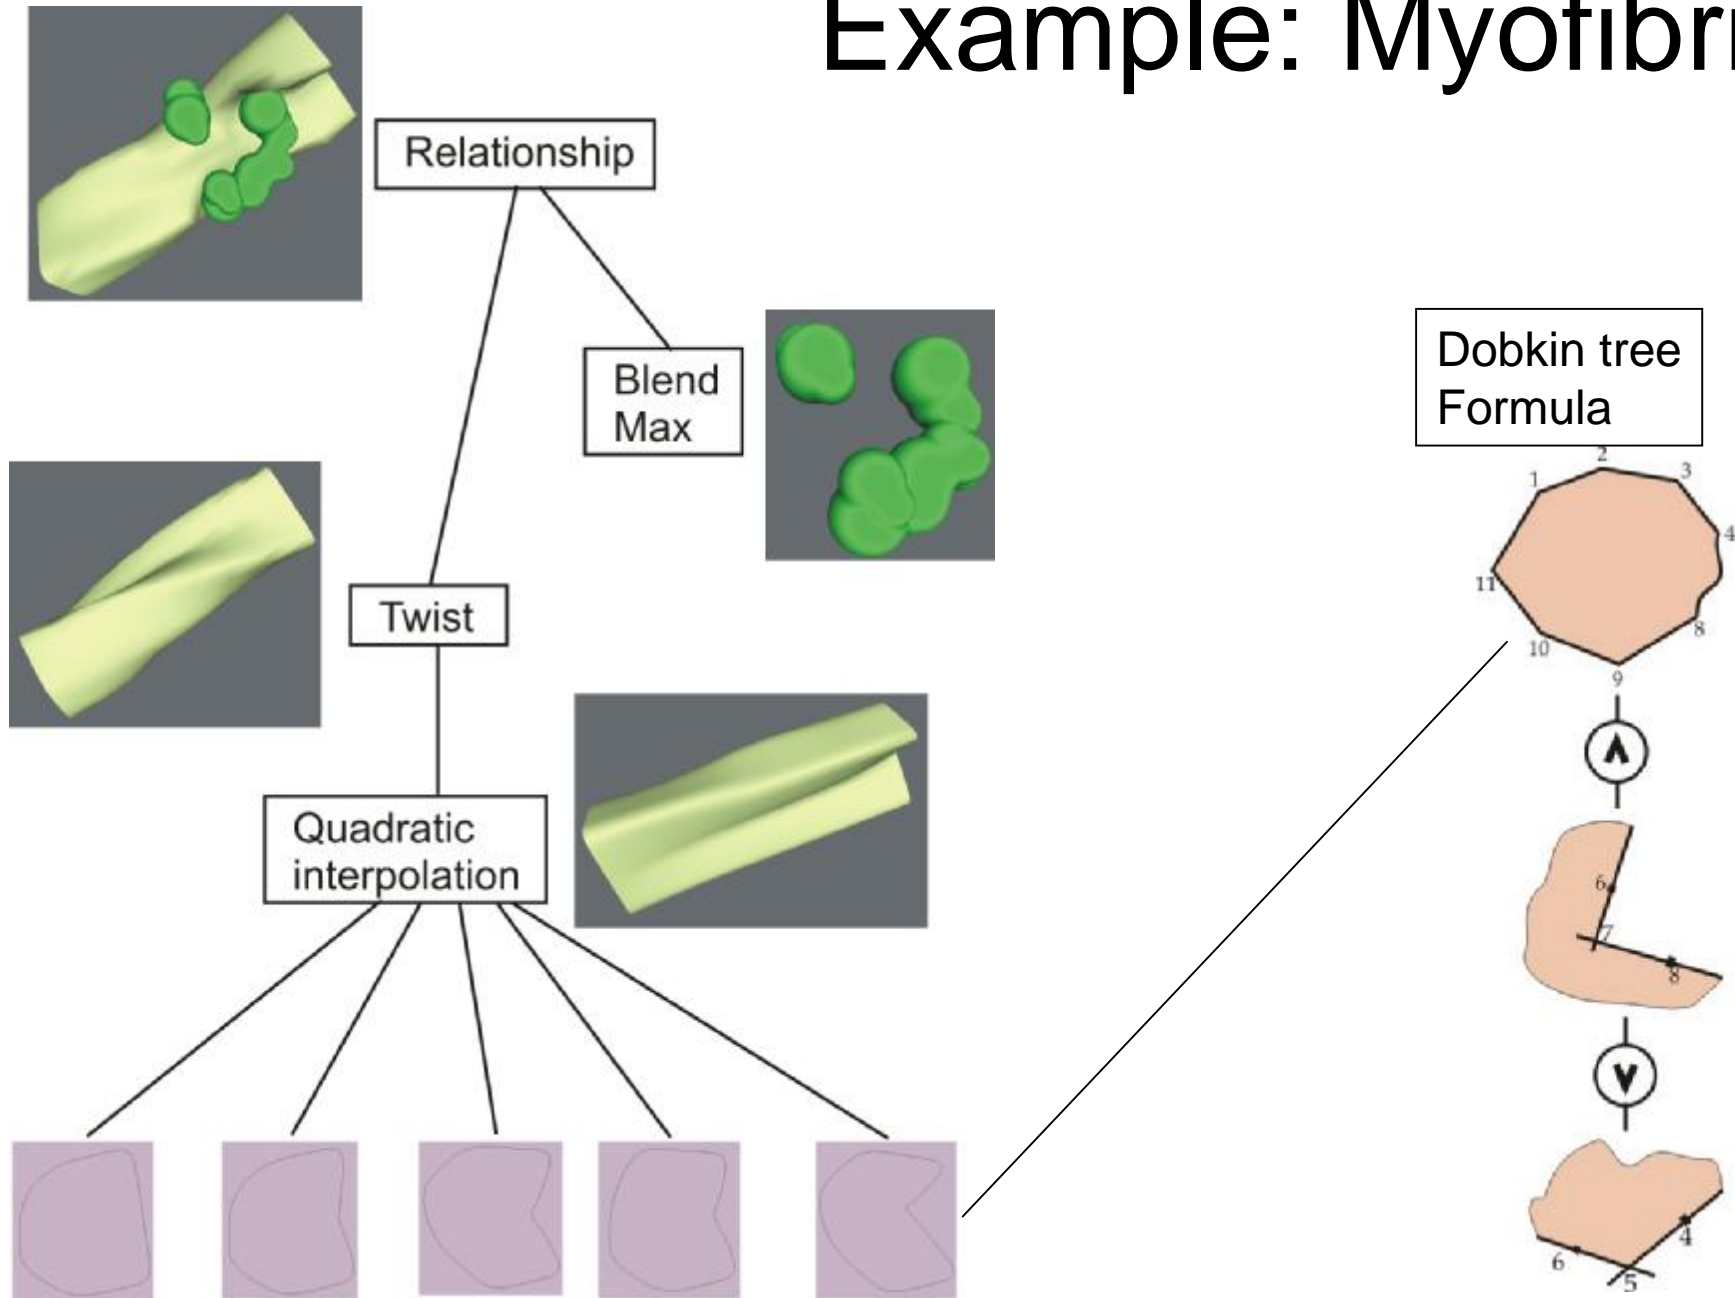 Example: Myofibri
Relationship
Blend
Max
Dobkin tree
Formula
2
1
3
4
11
8
10
9
Twist
Λ
Quadratic
interpolation
6
7
8
V
4
6
5